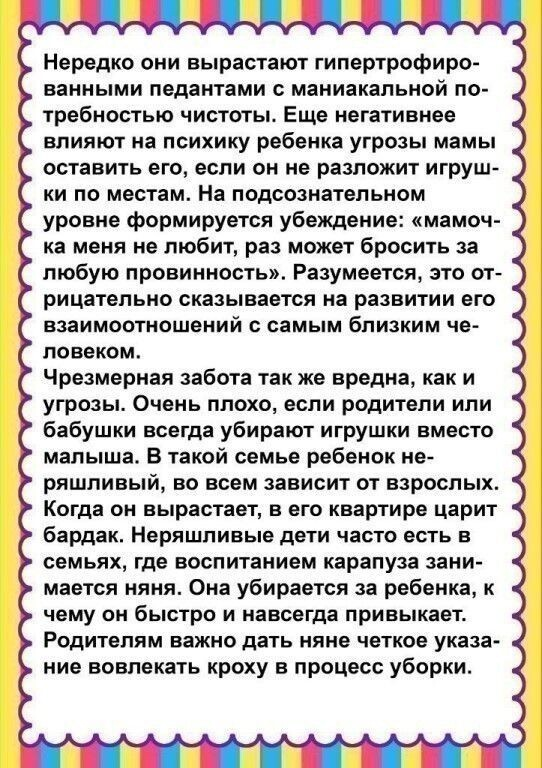 Нередко они вырастают гипертрофиро-
ванными педантами с маниакальной по-
требностью чистоты. Еще негативнее
влияют на психику ребенка угрозы мамы
оставить его, если он не разложит игруш-
ки по местам. На подсознательном
уровне формируется убеждение: «мамоч-
ка меня не любит, раз может бросить за
любую провинность». Разумеется, это от-
рицательно сказывается на развитии его
взаимоотношений с самым близким че-
ловеком.
Чрезмерная забота так же вредна, как и
угрозы. Очень плохо, если родители или
бабушки всегда убирают игрушки вместо
малыша. В такой семье ребенок не-
ряшливый, во всем зависит от взрослых.
Когда он вырастает, в его квартире царит
бардак. Неряшливые дети часто есть в
семьях, где воспитанием карапуза зани-
мается няня. Она убирается за ребенка, к
чему он быстро и навсегда привыкает.
Родителям важно дать няне четкое указа-
ние вовлекать кроху в процесс уборки.